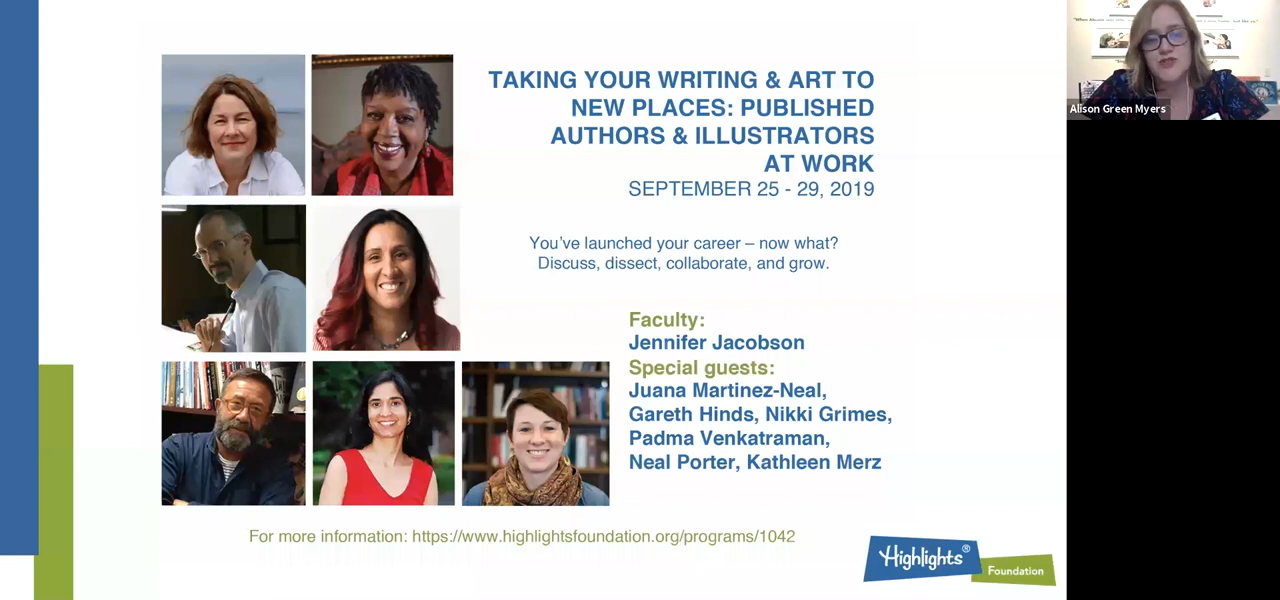 TAKING YOUR WRITING & ART TO
NEW PLACES: PUBLISHED
AUTHORS & ILLUSTRATORS
AT WORK
SEPTEMBER 25 - 29, 2019
You've launched your career – now what?
Discuss, dissect, collaborate, and grow.
Faculty:
Jennifer Jacobson
Special guests:
Juana Martinez-Neal,
Gareth Hinds, Nikki Grimes,
Padma Venkatraman,
Neal Porter, Kathleen Merz
For more information: https://www.highlightsfoundation.org/programs/1042
Highlights®
Foundation
Alison Green Myers